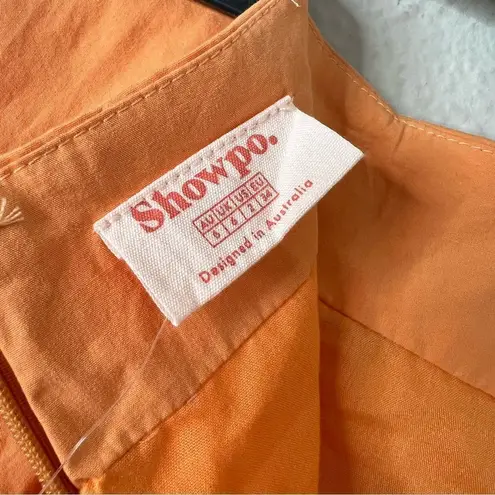 Showpo.
AU UK US EU
6 6 2 34
Designed in Australia